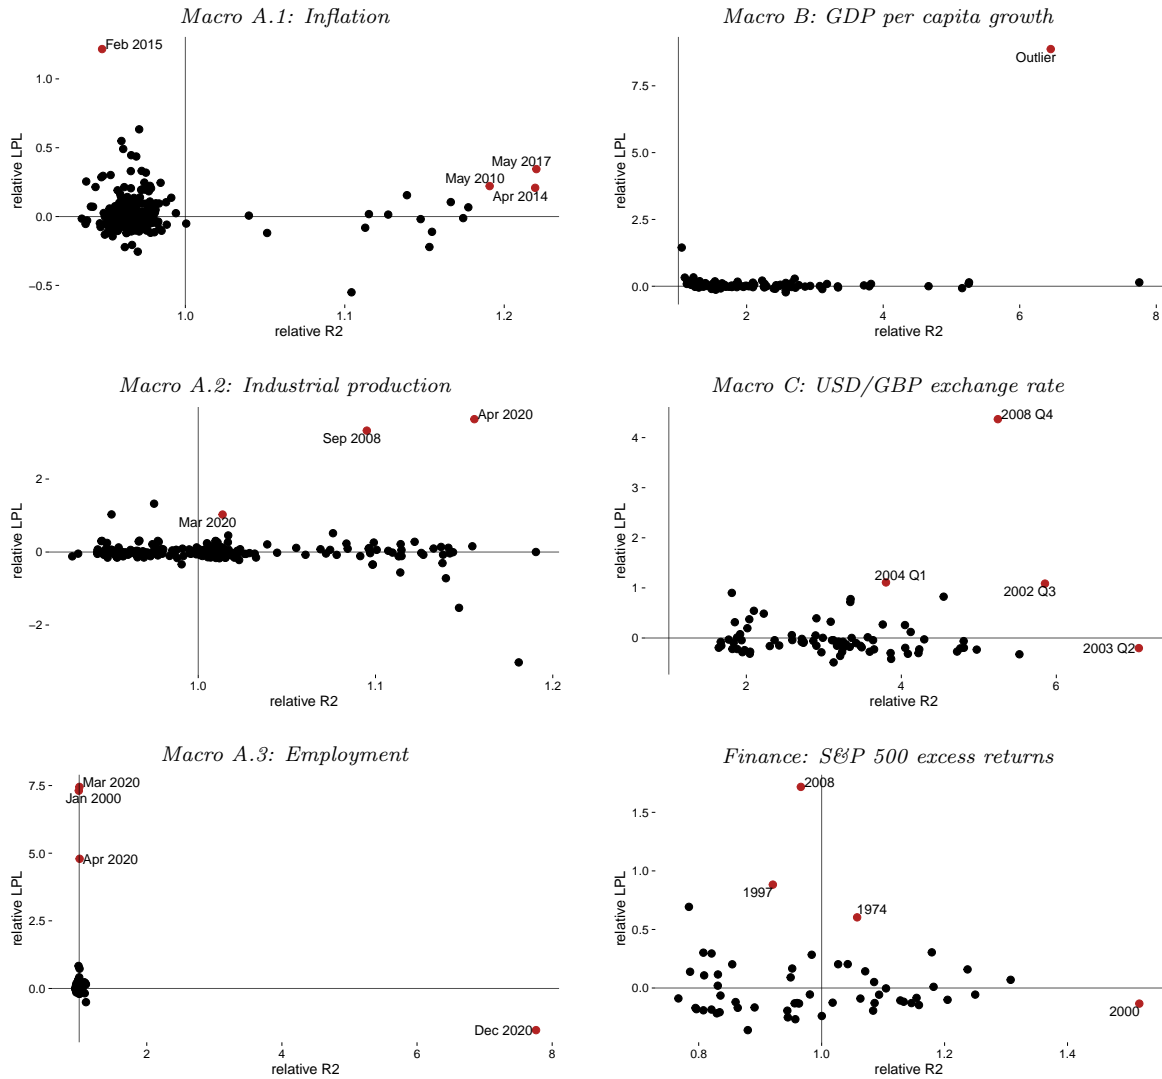 Macro A.1: Inflation
relative LPL
1.0
0.5
0.0
−0.5
Feb 2015
May 2017
May 2010
Apr 2014
1.0
1.1
1.2
relative R2
Macro B: GDP per capita growth
relative LPL
7.5
5.0
2.5
0.0
Outlier
2
4
6
8
relative R2
Macro A.2: Industrial production
relative LPL
2
0
−2
Apr 2020
Sep 2008
Mar 2020
1.0
1.1
1.2
relative R2
Macro C: USD/GBP exchange rate
relative LPL
4
3
2
1
0
2008 Q4
2004 Q1
2002 Q3
2003 Q2
2
4
6
relative R2
Macro A.3: Employment
relative LPL
7.5
5.0
2.5
0.0
Mar 2020
Jan 2000
Apr 2020
Dec 2020
2
4
6
8
relative R2
Finance: S&P 500 excess returns
relative LPL
1.5
1.0
0.5
0.0
2008
1997
1974
2000
0.8
1.0
1.2
1.4
relative R2